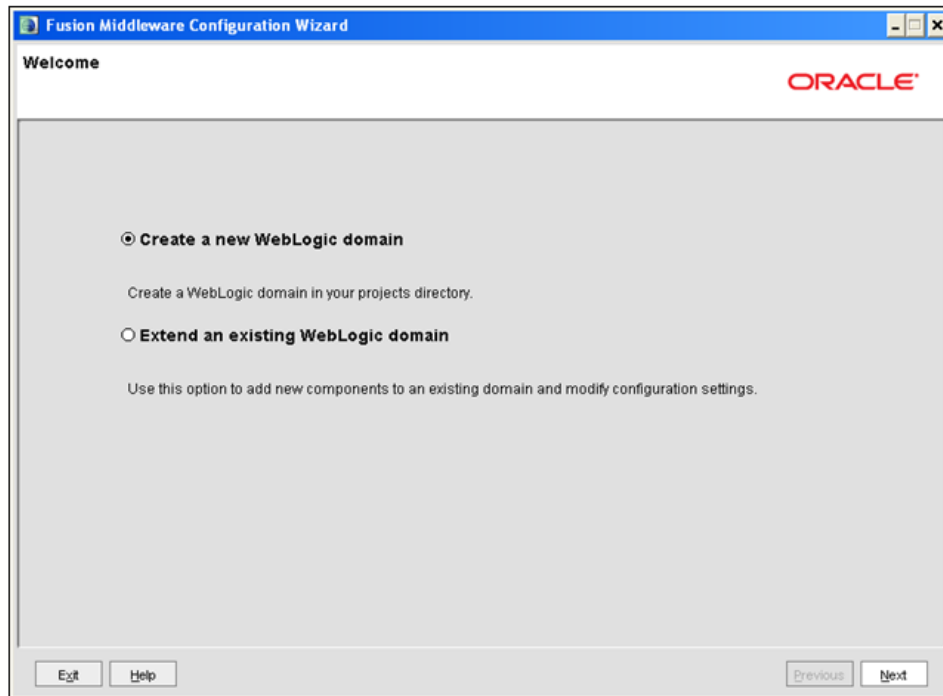 Fusion Middleware Configuration Wizard
Welcome
ORACLE
Create a new WebLogic domain
Create a WebLogic domain in your projects directory.
Extend an existing WebLogic domain
Use this option to add new components to an existing domain and modify configuration settings.
Exit Help Previous Next